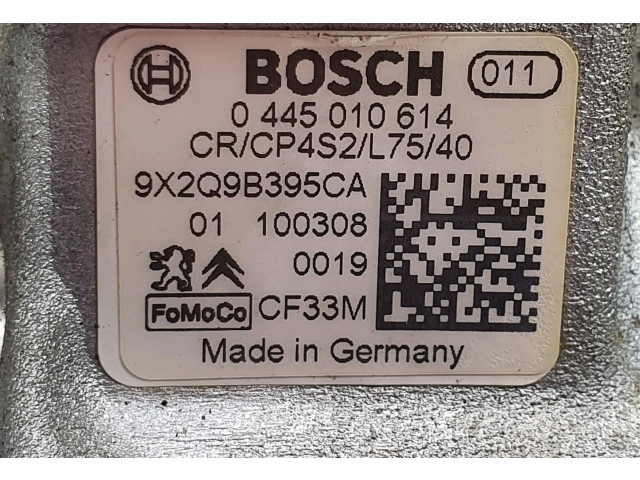 BOSCH 011
0 445 010 614
CR/CP4S2/L75/40
9X2Q9B395CA
01 100308
0019
FoMoCo CF33M
Made in Germany